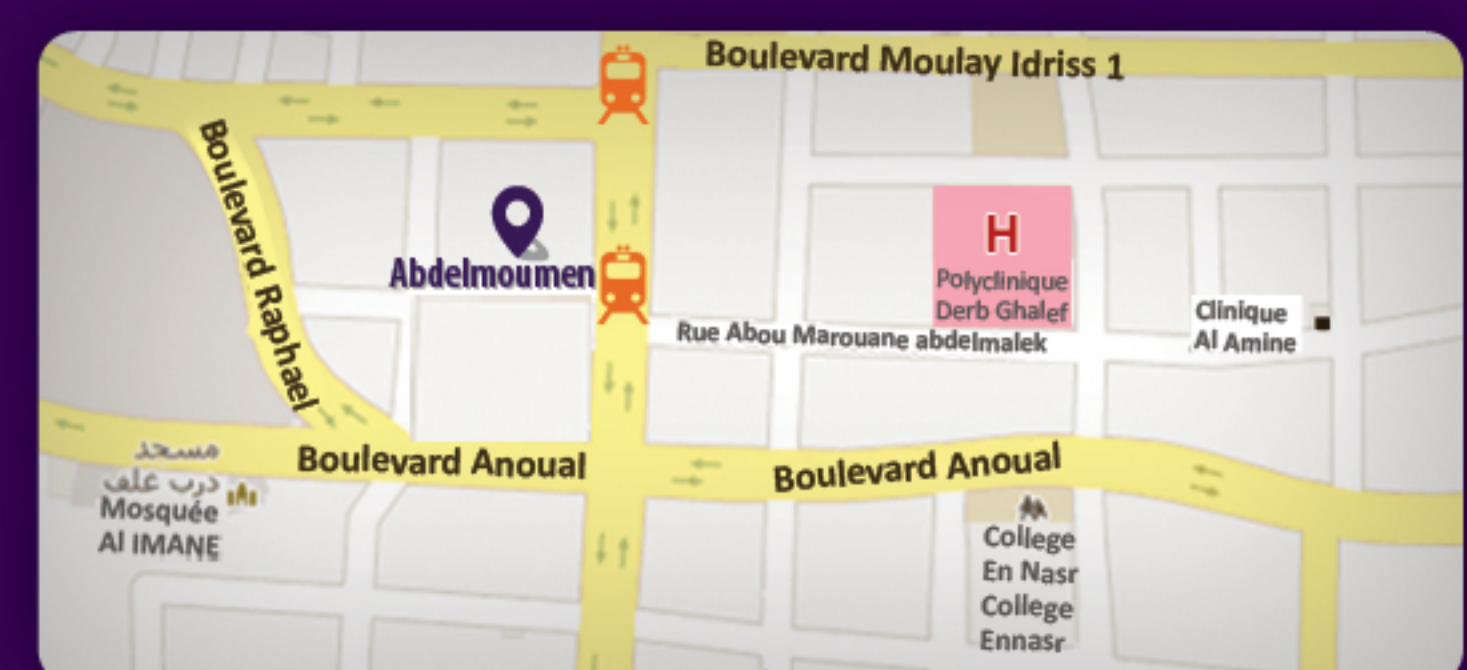 Boulevard Moulay Idriss 1
Boulevard Raphael
Abdelmoumen
H
Polyclinique
Derb Ghalef
Clinique
Al Amine
Rue Abou Marouane abdelmalek
Boulevard Anoual
Boulevard Anoual
مسجد
درب غلف
Mosquée
Al IMANE
College
En Nasr
College
Ennasr